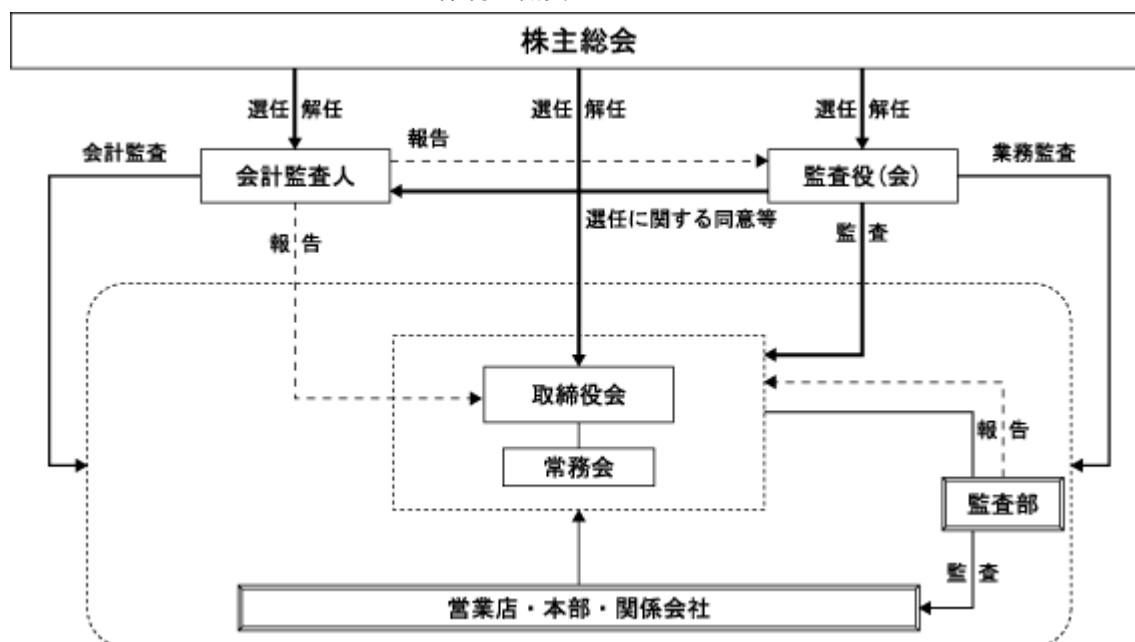 株主総会
選任 解任
選任 解任
選任 解任
会計監査
報告
業務監査
会計監査人
監査役(会)
選任に関する同意等
報告
監査
取締役会
常務会
報告
監査部
監査
営業店・本部・関係会社